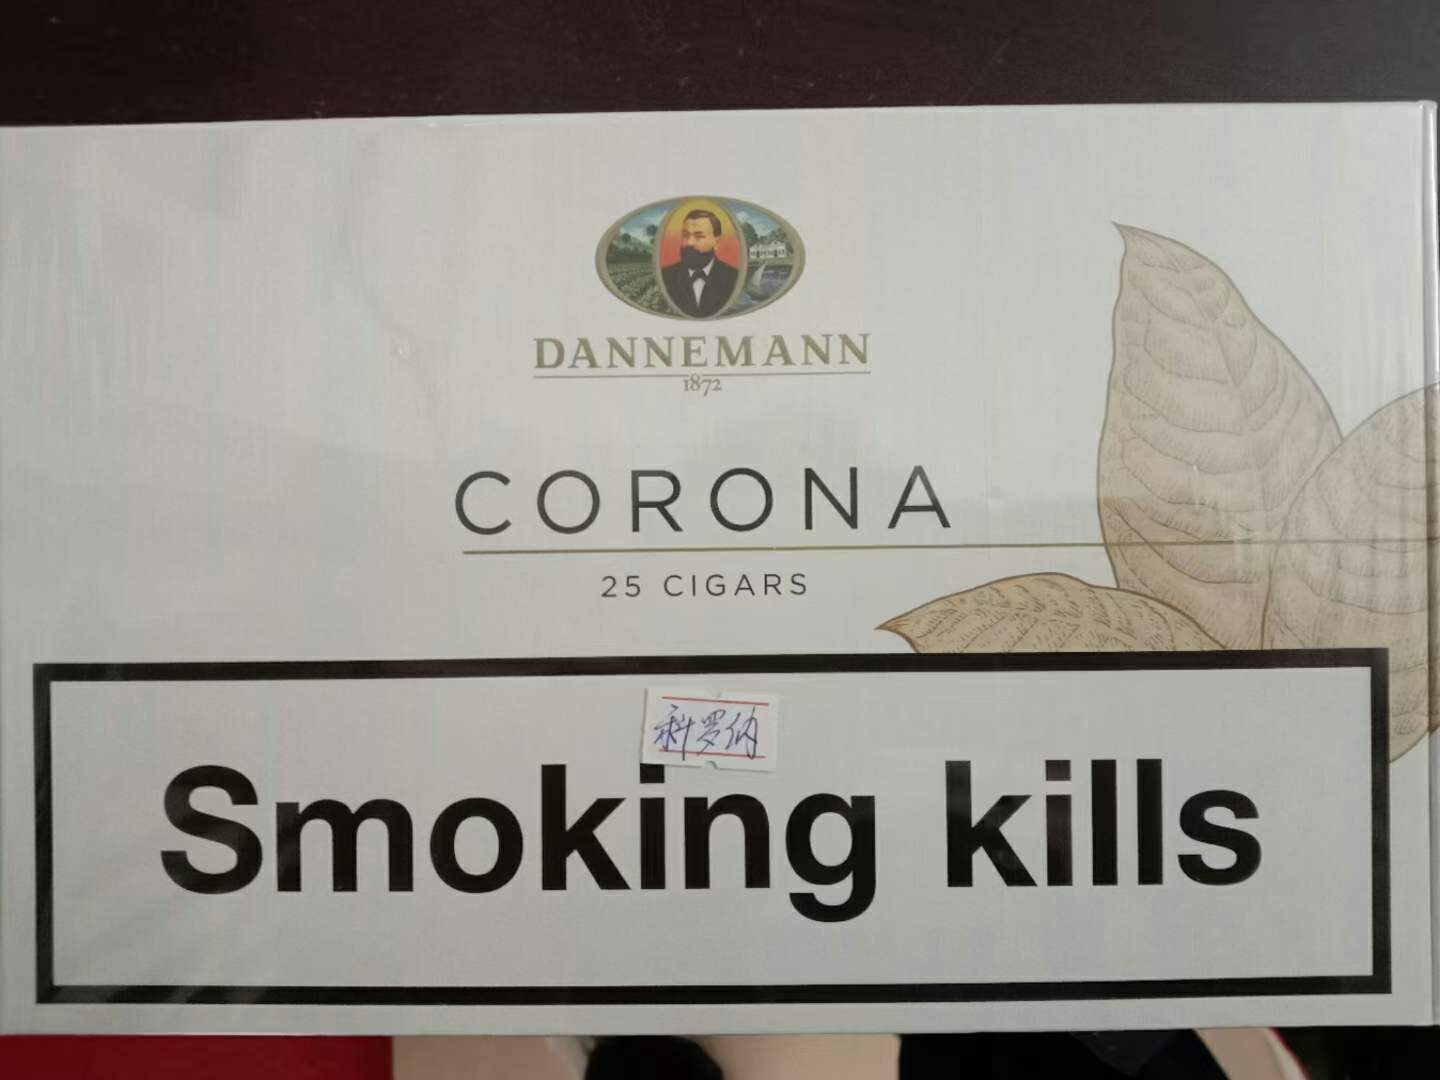 DANNEMANN
1872
CORONA
25 CIGARS
科罗纳
Smoking kills